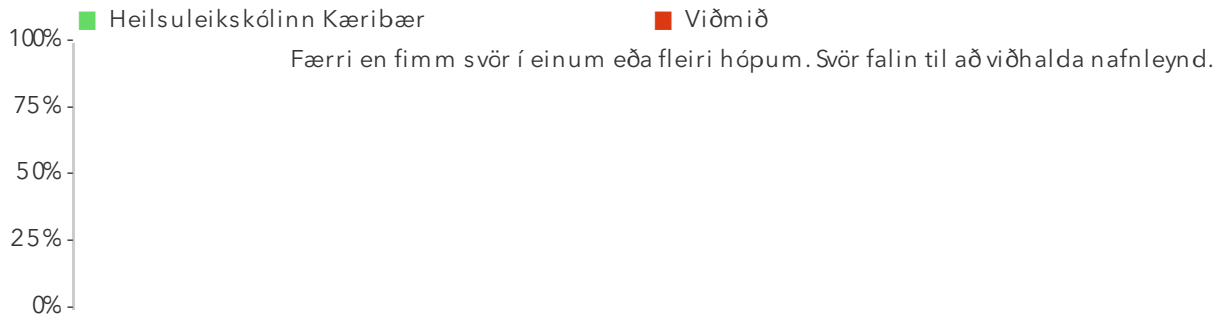 Heilsuleikskólinn Kæribær Viðmið
100%
Færri en fimm svör í einum eða fleiri hópum. Svör falin til að viðhalda nafnleynd.
75%
50%
25%
0%